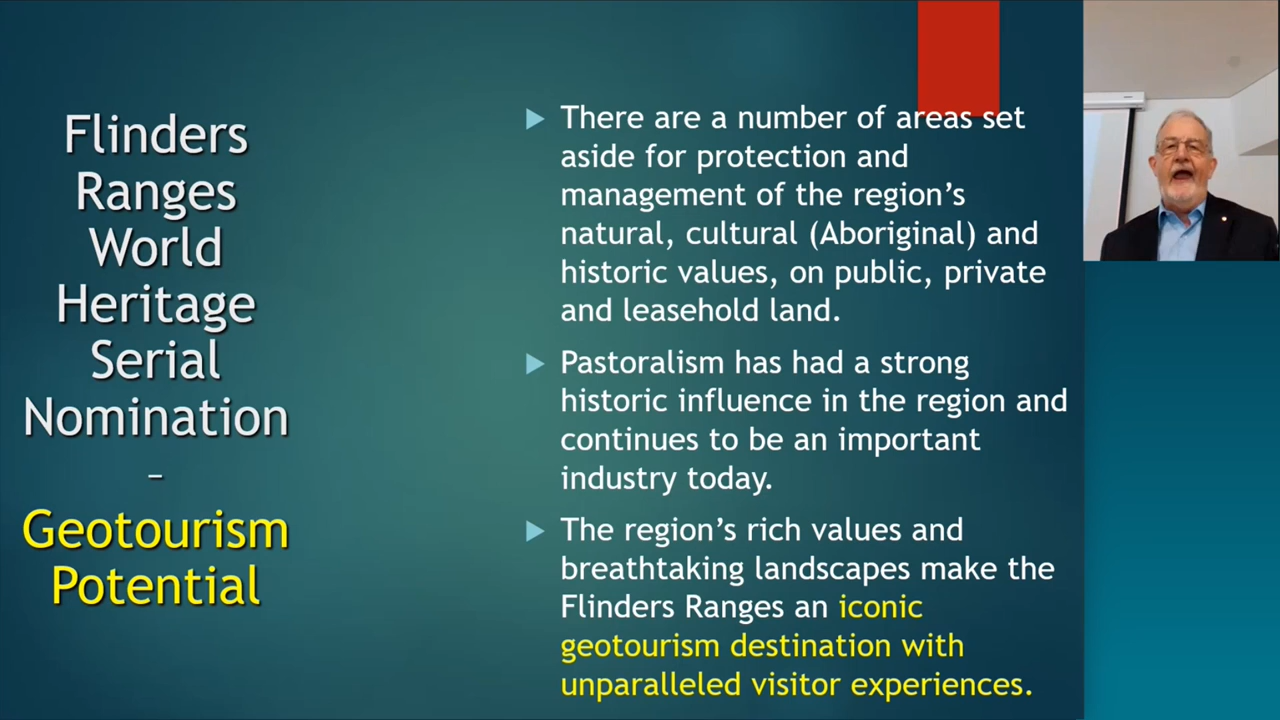 Flinders
Ranges
World
Heritage
Serial
Nomination
–
Geotourism
Potential
There are a number of areas set
aside for protection and
management of the region’s
natural, cultural (Aboriginal) and
historic values, on public, private
and leasehold land.
Pastoralism has had a strong
historic influence in the region and
continues to be an important
industry today.
The region’s rich values and
breathtaking landscapes make the
Flinders Ranges an iconic
geotourism destination with
unparalleled visitor experiences.